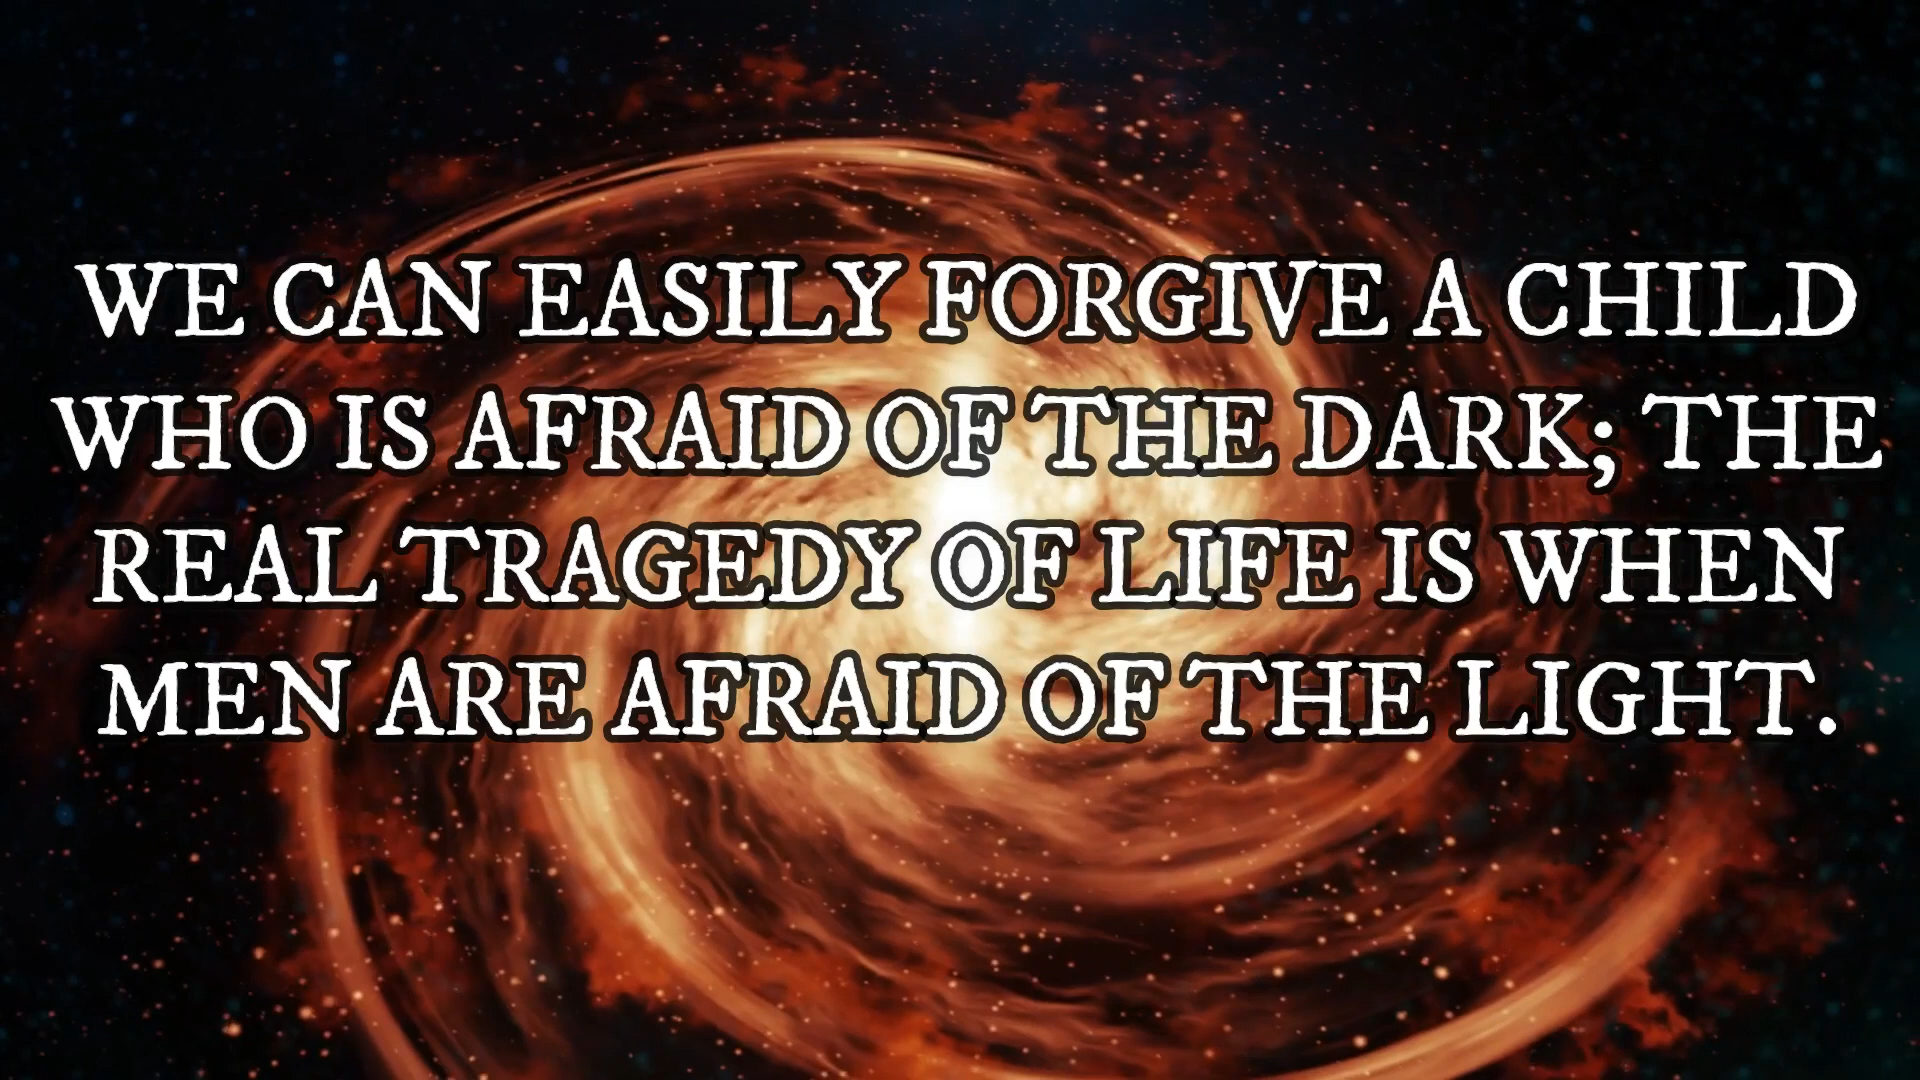 WE CAN EASILY FORGIVE A CHILD
WHO IS AFRAID OF THE DARK; THE
REAL TRAGEDY OF LIFE IS WHEN
MEN ARE AFRAID OF THE LIGHT.